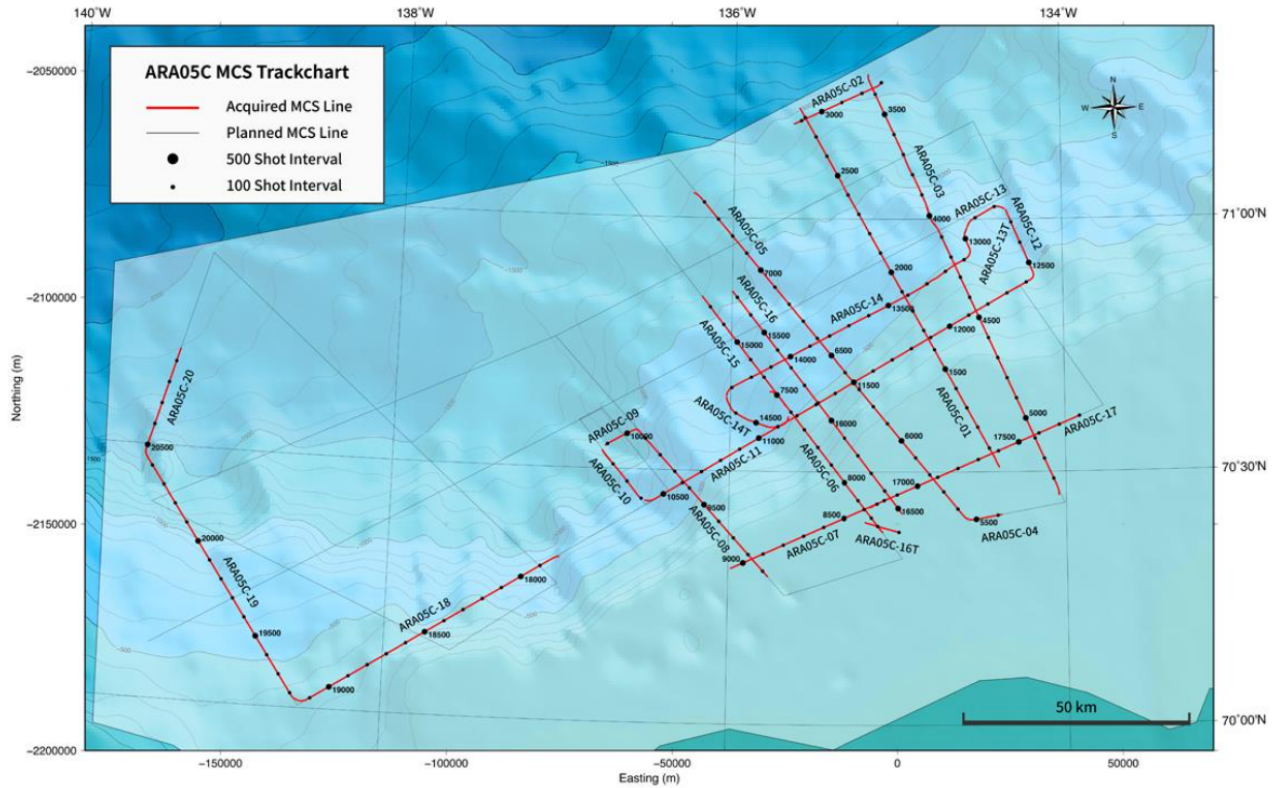 140°W
138°W
136°W
134°W
−2050000
−2100000
−2150000
−2200000
Northing (m)
ARA05C MCS Trackchart
Acquired MCS Line
Planned MCS Line
500 Shot Interval
100 Shot Interval
N
W E
S
ARA05C-02
3000
3500
2500
ARA05C-03
4000
ARA05C-13
ARA05C-12
ARA05C-13T
13000
12500
71°00'N
ARA05C-05
7000
2000
ARA05C-16
ARA05C-14
13500
4500
12000
15500
15000
ARA05C-15
14000
6500
1500
11500
7500
ARA05C-01
ARA05C-14T
14500
16000
5000
ARA05C-17
17500
ARA05C-20
20500
ARA05C-09
10000
11000
6000
ARA05C-10
ARA05C-11
ARA05C-06
8000
17000
70°30'N
10500
9500
16500
8500
5500
ARA05C-08
ARA05C-07
ARA05C-04
ARA05C-16T
9000
20000
ARA05C-19
18000
ARA05C-18
18500
19500
19000
50 km
70°00'N
−150000
−100000
−50000
0
50000
Easting (m)